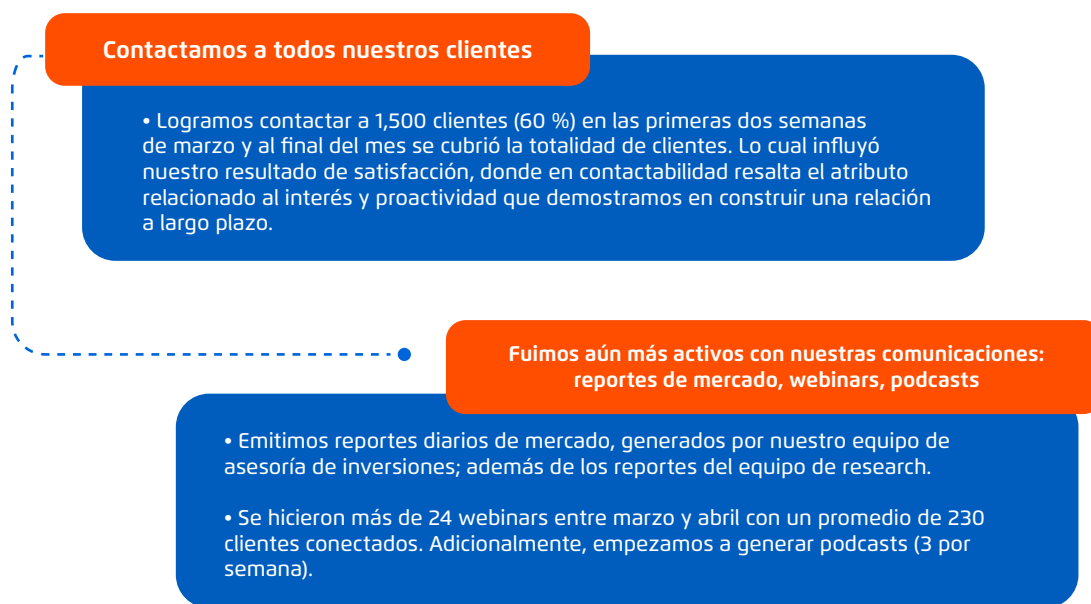 Contactamos a todos nuestros clientes
• Logramos contactar a 1,500 clientes (60 %) en las primeras dos semanas
de marzo y al final del mes se cubrió la totalidad de clientes. Lo cual influyó
nuestro resultado de satisfacción, donde en contactabilidad resalta el atributo
relacionado al interés y proactividad que demostramos en construir una relación
a largo plazo.
Fuimos aún más activos con nuestras comunicaciones:
reportes de mercado, webinars, podcasts
• Emitimos reportes diarios de mercado, generados por nuestro equipo de
asesoría de inversiones; además de los reportes del equipo de research.
• Se hicieron más de 24 webinars entre marzo y abril con un promedio de 230
clientes conectados. Adicionalmente, empezamos a generar podcasts (3 por
semana).